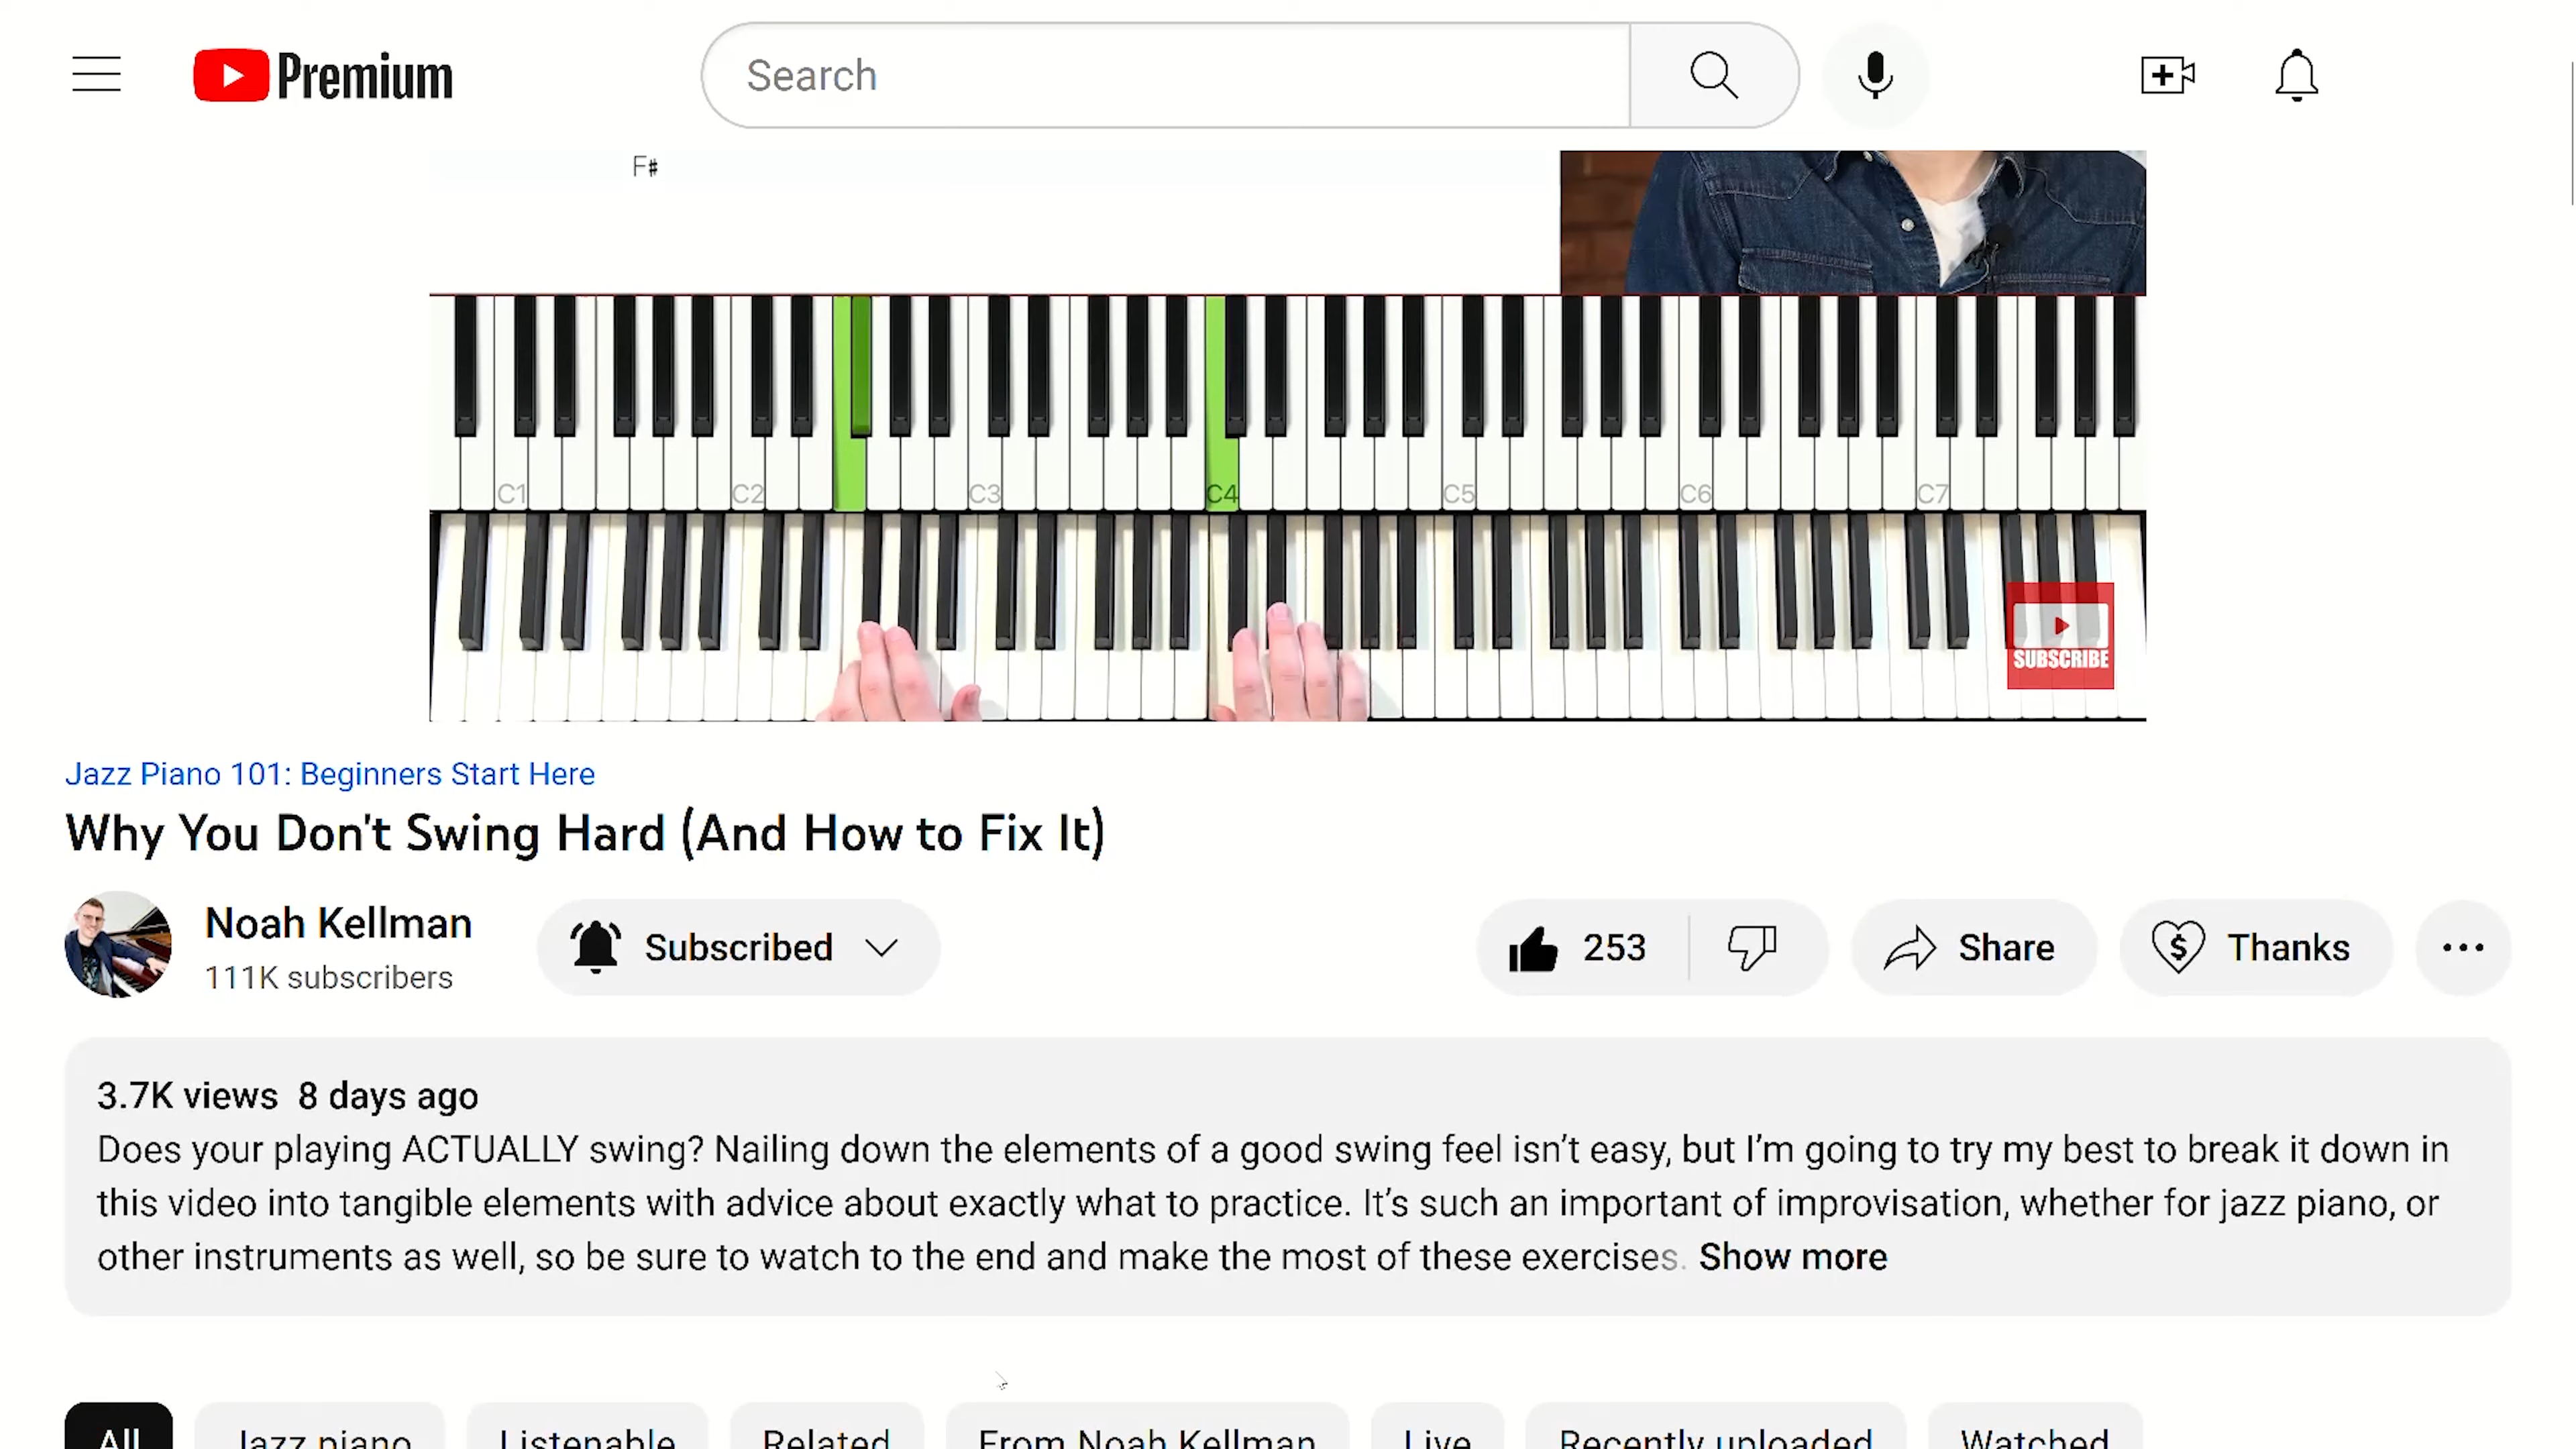 Premium
Search
F#
C1 C2 C3 C4 C5 C6 C7
SUBSCRIBE
Jazz Piano 101: Beginners Start Here
Why You Don't Swing Hard (And How to Fix It)
Noah Kellman
111K subscribers
Subscribed
253
Share
Thanks
3.7K views 8 days ago
Does your playing ACTUALLY swing? Nailing down the elements of a good swing feel isn’t easy, but I’m going to try my best to break it down in
this video into tangible elements with advice about exactly what to practice. It’s such an important of improvisation, whether for jazz piano, or
other instruments as well, so be sure to watch to the end and make the most of these exercises. Show more
All Jazz piano Listenable Related From Noah Kellman Live Recently uploaded Watched